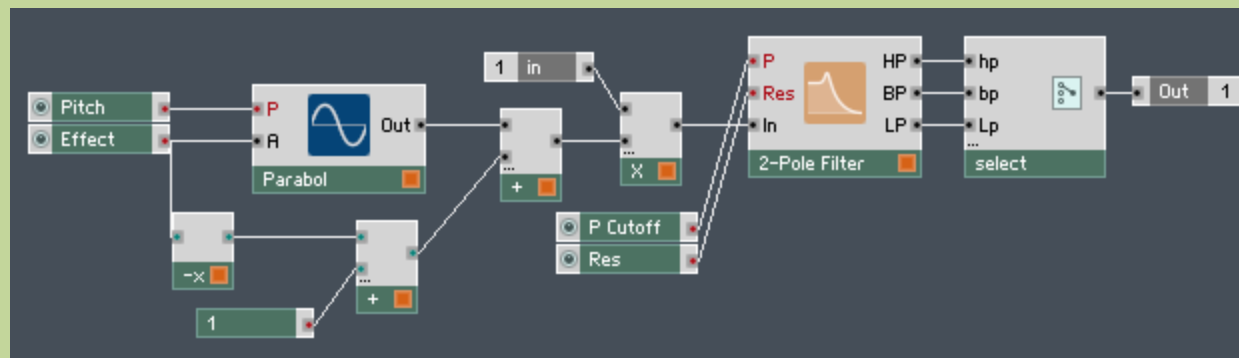 Pitch
Effect
P
A
Out
Parabol
-x
1
...
+
1 in
...
+
...
X
P Cutoff
Res
P
Res
In
HP
BP
LP
2-Pole Filter
hp
bp
Lp
...
select
Out 1